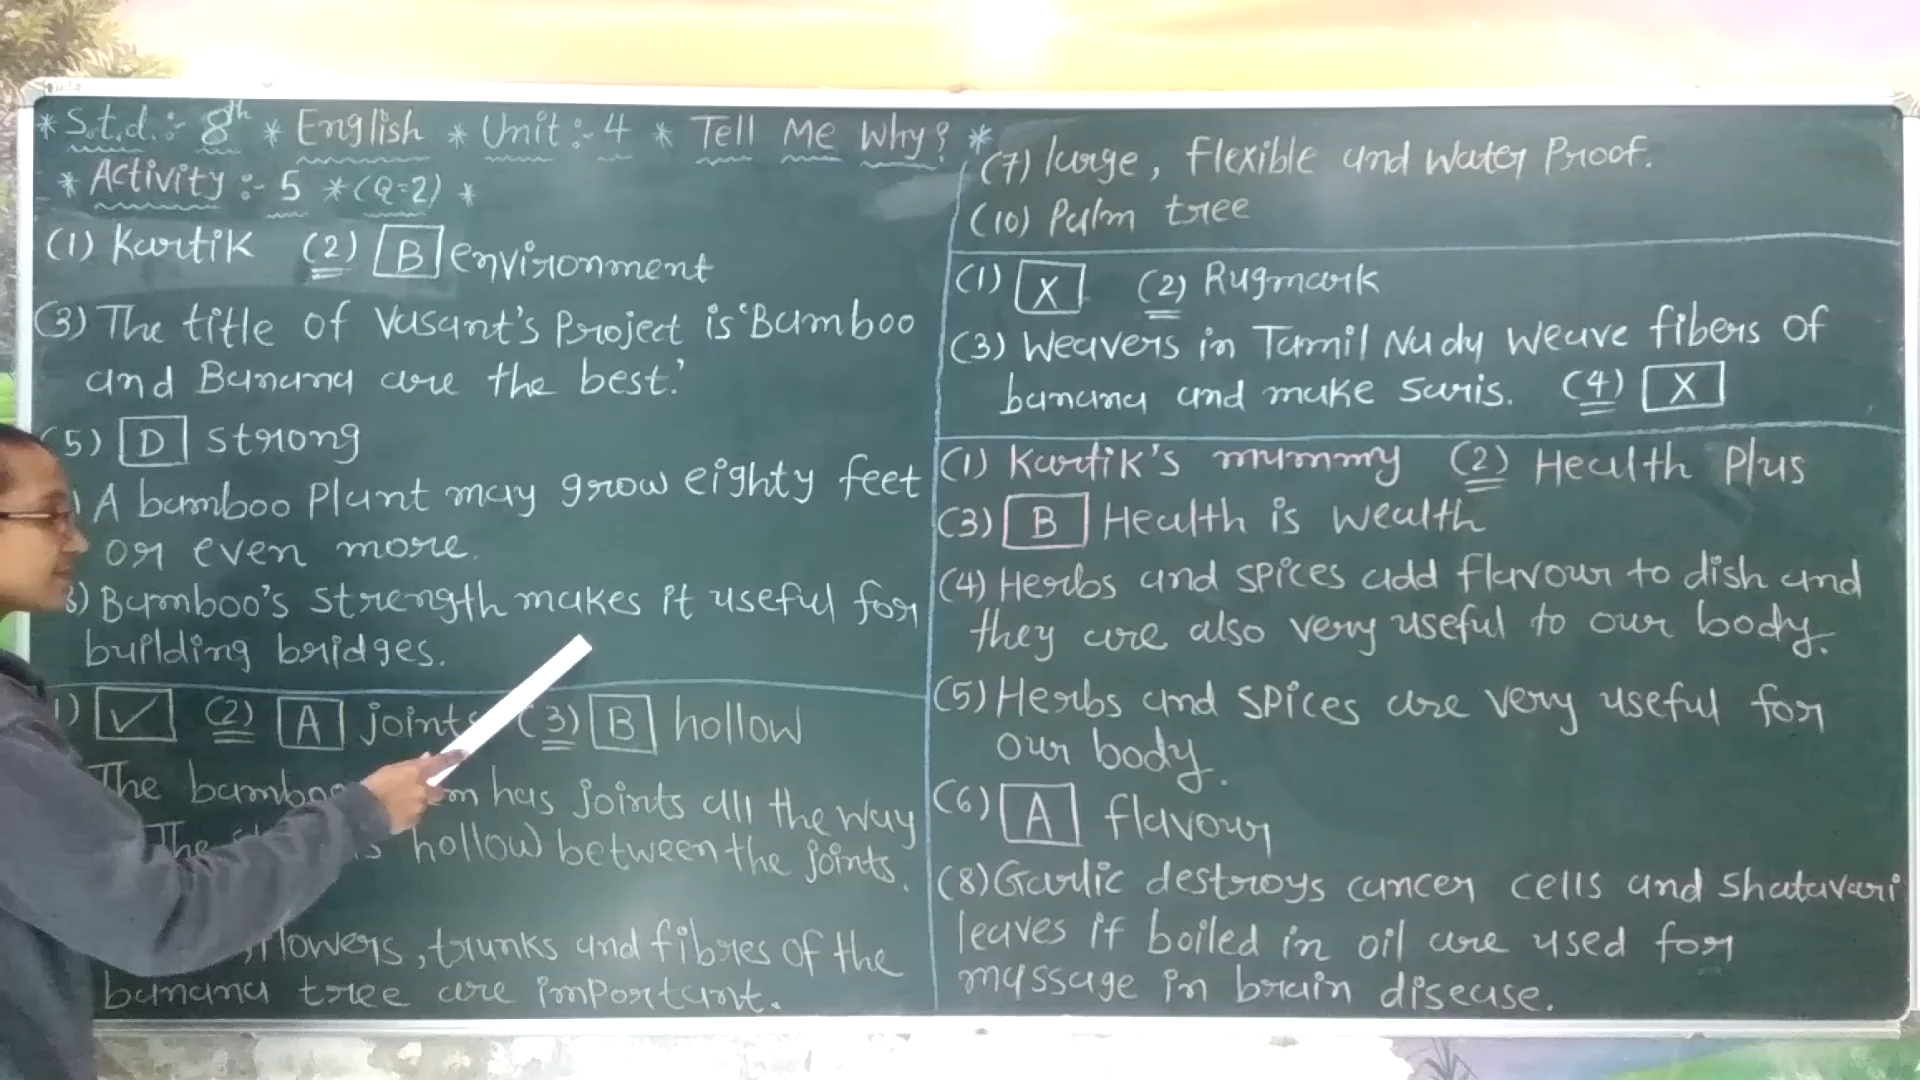 * S.t.d. :- 8th * English * Unit :- 4 * Tell Me Why? *
* Activity :- 5 * (Q=2) *
(1) Kartik (2) B environment
(3) The title of Vasant's Project is 'Bamboo
and Banana are the best.'
5) D strong
) A bamboo Plant may grow eighty feet
or even more.
8) Bamboo's strength makes it useful for
building bridges.
1) ✓ (2) A joints (3) B hollow
The bamboo has joints all the way
The hollow between the joints.
flowers, trunks and fibres of the
banana tree are important.
(7) large, flexible and Water Proof.
(10) Palm tree
(1) X (2) Rugmark
(3) Weavers in Tamil Nady weave fibers of
banana and make saris. (4) X
(1) Kartik's mummy (2) Health Plus
(3) B Health is wealth
(4) Herbs and spices add flavour to dish and
they are also very useful to our body.
(5) Herbs and spices are very useful for
our body.
(6) A flavour
(8) Garlic destroys cancer cells and Shatavari
leaves if boiled in oil are used for
massage in brain disease.